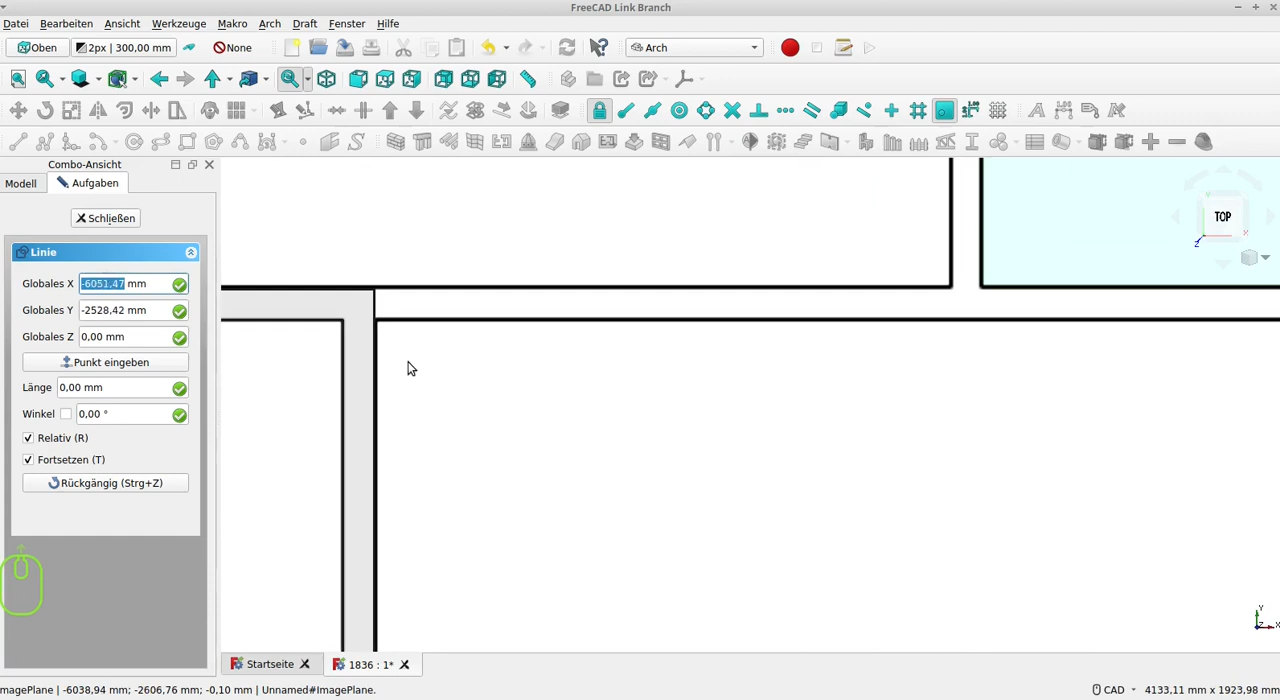 FreeCAD Link Branch
Datei Bearbeiten Ansicht Werkzeuge Makro Arch Draft Fenster Hilfe
Oben 2px | 300,00 mm None Arch
Combo-Ansicht
Modell Aufgaben
Schließen
Linie
Globales X -6051,47 mm
Globales Y -2528,42 mm
Globales Z 0,00 mm
Punkt eingeben
Länge 0,00 mm
Winkel 0,00 °
Relativ (R)
Fortsetzen (T)
Rückgängig (Strg+Z)
TOP
Y
X
Z
Y
Z
X
Startseite 1836 : 1*
magePlane | -6038,94 mm; -2606,76 mm; -0,10 mm | Unnamed#ImagePlane. CAD 4133,11 mm x 1923,98 mm